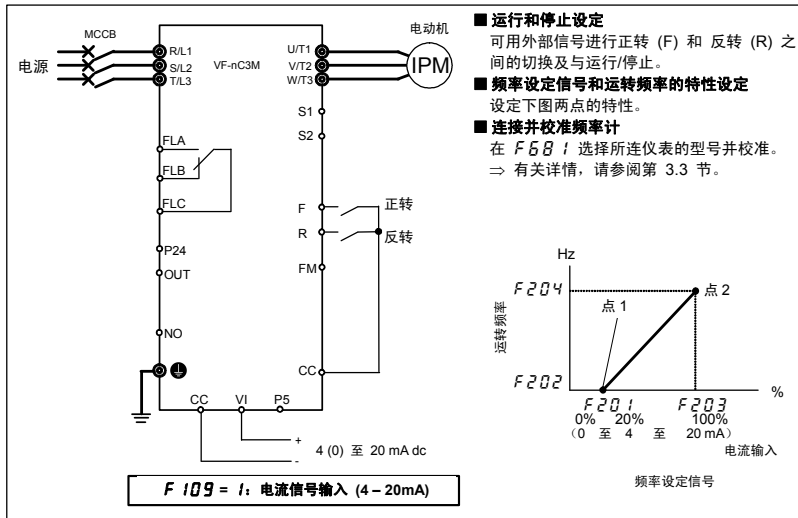 MCCB
电动机
R/L1
U/T1
电源
S/L2
VF-nC3M
V/T2
IPM
T/L3
W/T3
S1
S2
FLA
FLB
FLC
F
正转
R
反转
P24
OUT
FM
NO
CC
CC
VI
P5
+
4 (0) 至 20 mA dc
-
F109 = 1: 电流信号输入 (4 – 20mA)
■ 运行和停止设定
可用外部信号进行正转 (F) 和 反转 (R) 之
间的切换及与运行/停止。
■ 频率设定信号和运转频率的特性设定
设定下图两点的特性。
■ 连接并校准频率计
在 F681 选择所连仪表的型号并校准。
⇒ 有关详情，请参阅第 3.3 节。
Hz
F204
点 1
点 2
运转频率
F202
%
F201
F203
0% 20% 100%
(0 至 4 至 20 mA)
电流输入
频率设定信号